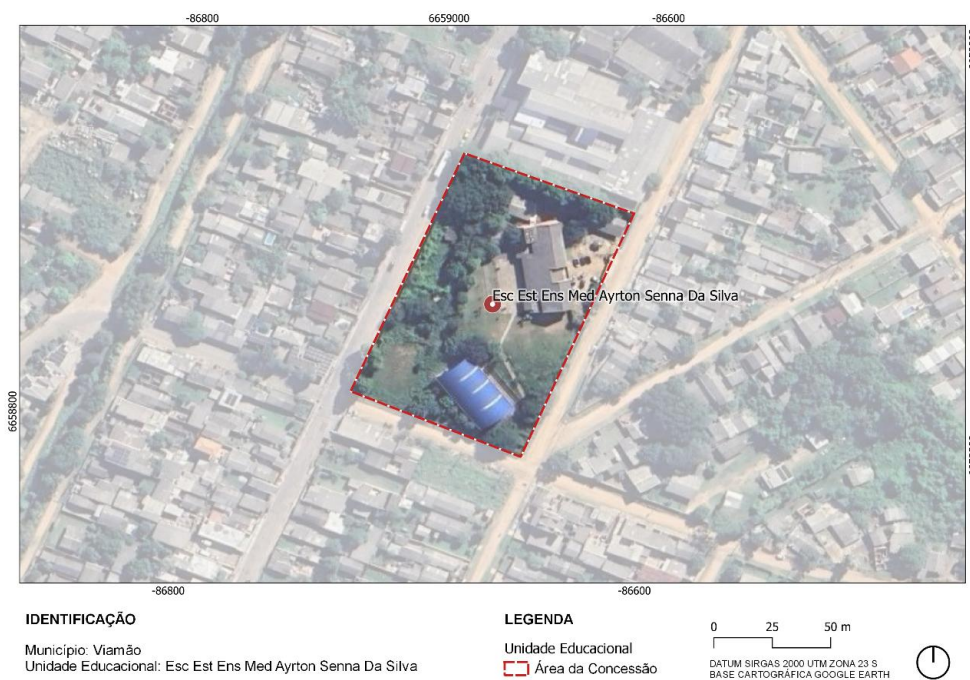 -86800 6659000 -86600
Esc Est Ens Med Ayrton Senna Da Silva
6658800
-86800 -86600
IDENTIFICAÇÃO
Município: Viamão
Unidade Educacional: Esc Est Ens Med Ayrton Senna Da Silva
LEGENDA
Unidade Educacional
Área da Concessão
0 25 50 m
DATUM SIRGAS 2000 UTM ZONA 23 S
BASE CARTOGRÁFICA GOOGLE EARTH